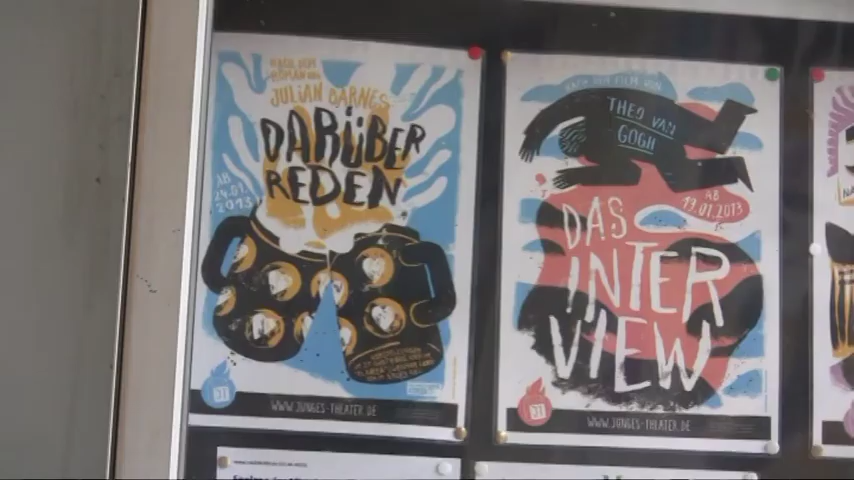 NACH DEM
ROMAN VON
JULIAN BARNES
DARÜBER
REDEN
AB
24.01.
2013
WWW.JUNGES-THEATER.DE
NACH DEM FILM VON
THEO VAN
GOGH
AB
19.01.2013
DAS
INTER
VIEW
WWW.JUNGES-THEATER.DE
NA